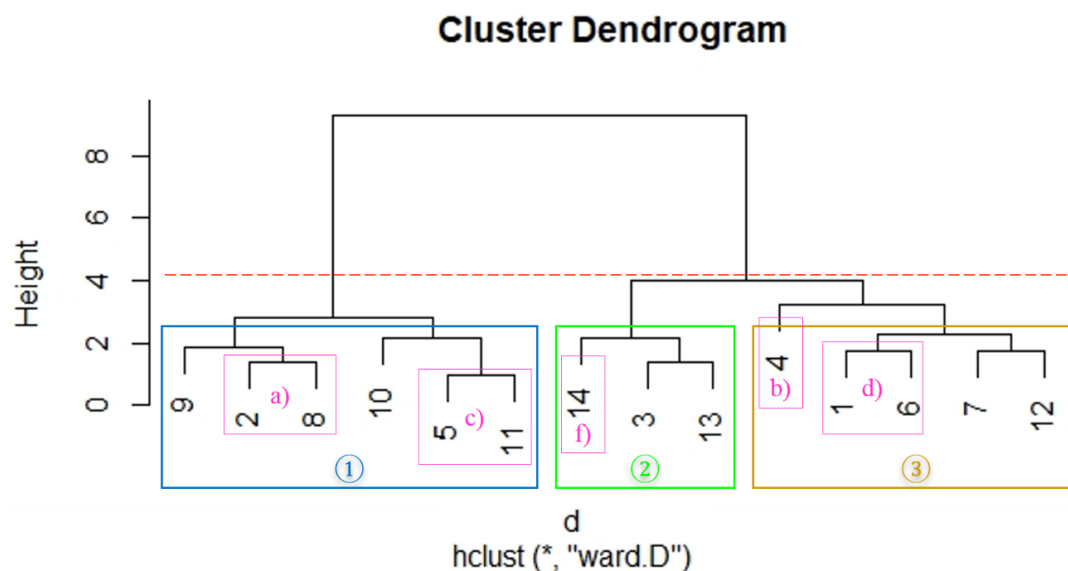 Cluster Dendrogram
Height
8
6
4
2
0
9
2
a)
8
10
5
c)
11
14
f)
3
13
4
b)
1
d)
6
7
12
①
②
③
d
hclust (*, "ward.D")